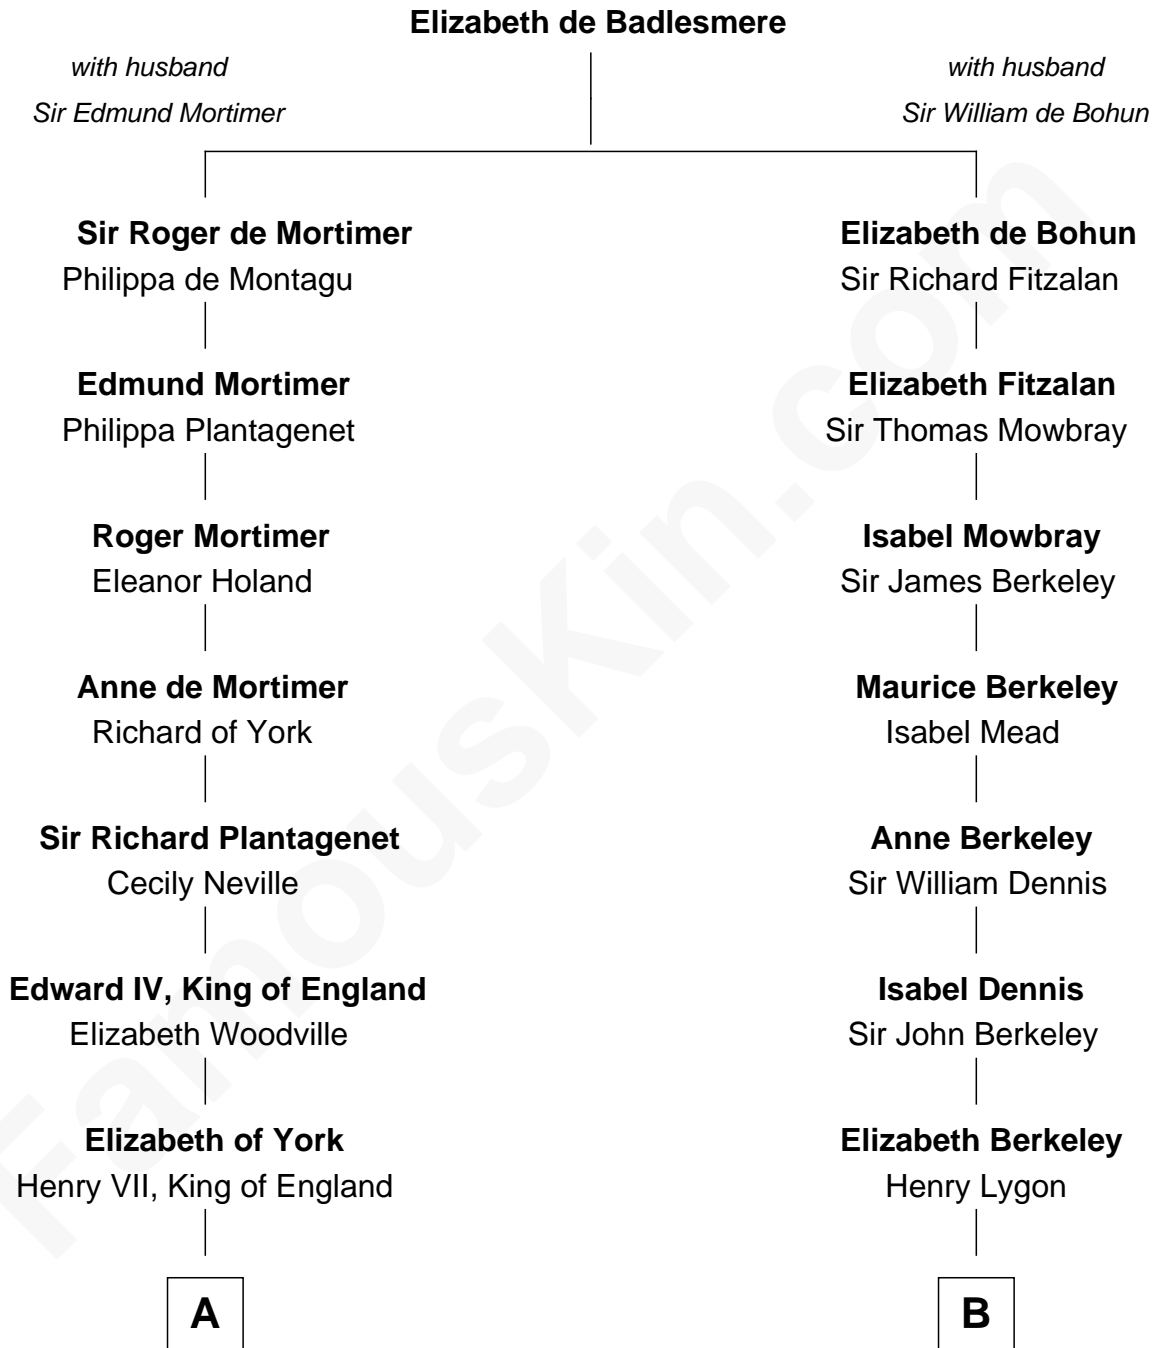 Elizabeth de Badlesmere
with husband
Sir Edmund Mortimer
with husband
Sir William de Bohun
Sir Roger de Mortimer
Philippa de Montagu
Elizabeth de Bohun
Sir Richard Fitzalan
Edmund Mortimer
Philippa Plantagenet
Elizabeth Fitzalan
Sir Thomas Mowbray
Roger Mortimer
Eleanor Holand
Isabel Mowbray
Sir James Berkeley
Anne de Mortimer
Richard of York
Maurice Berkeley
Isabel Mead
Sir Richard Plantagenet
Cecily Neville
Anne Berkeley
Sir William Dennis
Edward IV, King of England
Elizabeth Woodville
Isabel Dennis
Sir John Berkeley
Elizabeth of York
Henry VII, King of England
Elizabeth Berkeley
Henry Lygon
A
B
FamousKin.com